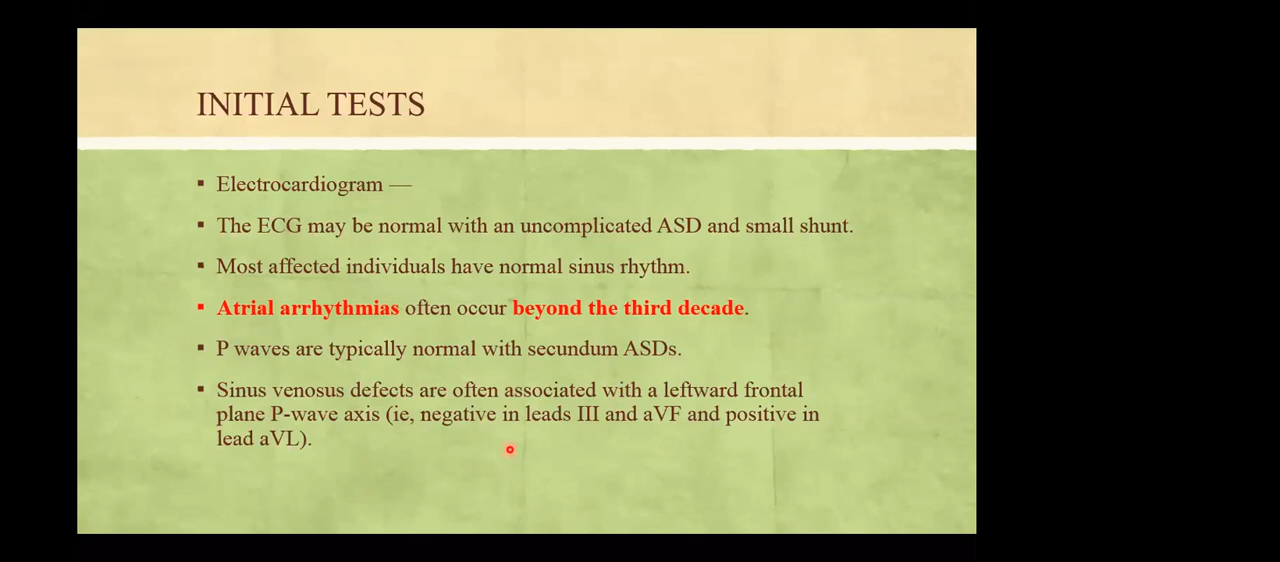 INITIAL TESTS
▪ Electrocardiogram —
▪ The ECG may be normal with an uncomplicated ASD and small shunt.
▪ Most affected individuals have normal sinus rhythm.
▪ Atrial arrhythmias often occur beyond the third decade.
▪ P waves are typically normal with secundum ASDs.
▪ Sinus venosus defects are often associated with a leftward frontal
plane P-wave axis (ie, negative in leads III and aVF and positive in
lead aVL).